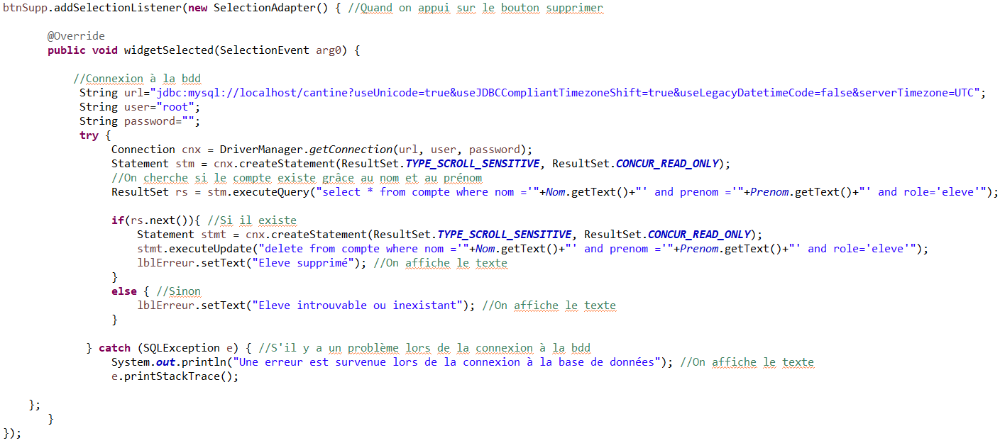 btnSupp.addSelectionListener(new SelectionAdapter() { //Quand on appui sur le bouton supprimer
@Override
public void widgetSelected(SelectionEvent arg0) {
//Connexion à la bdd
String url="jdbc:mysql://localhost/cantine?useUnicode=true&useJDBCCompliantTimezoneShift=true&useLegacyDatetimeCode=false&serverTimezone=UTC";
String user="root";
String password="";
try {
Connection cnx = DriverManager.getConnection(url, user, password);
Statement stm = cnx.createStatement(ResultSet.TYPE_SCROLL_SENSITIVE, ResultSet.CONCUR_READ_ONLY);
//On cherche si le compte existe grâce au nom et au prénom
ResultSet rs = stm.executeQuery("select * from compte where nom ='"+Nom.getText()+"' and prenom ='"+Prenom.getText()+"' and role='eleve'");
if(rs.next()){ //Si il existe
Statement stmt = cnx.createStatement(ResultSet.TYPE_SCROLL_SENSITIVE, ResultSet.CONCUR_READ_ONLY);
stmt.executeUpdate("delete from compte where nom ='"+Nom.getText()+"' and prenom ='"+Prenom.getText()+"' and role='eleve'");
lblErreur.setText("Eleve supprimé"); //On affiche le texte
}
else { //Sinon
lblErreur.setText("Eleve introuvable ou inexistant"); //On affiche le texte
}
} catch (SQLException e) { //S'il y a un problème lors de la connexion à la bdd
System.out.println("Une erreur est survenue lors de la connexion à la base de données"); //On affiche le texte
e.printStackTrace();
};
}
});